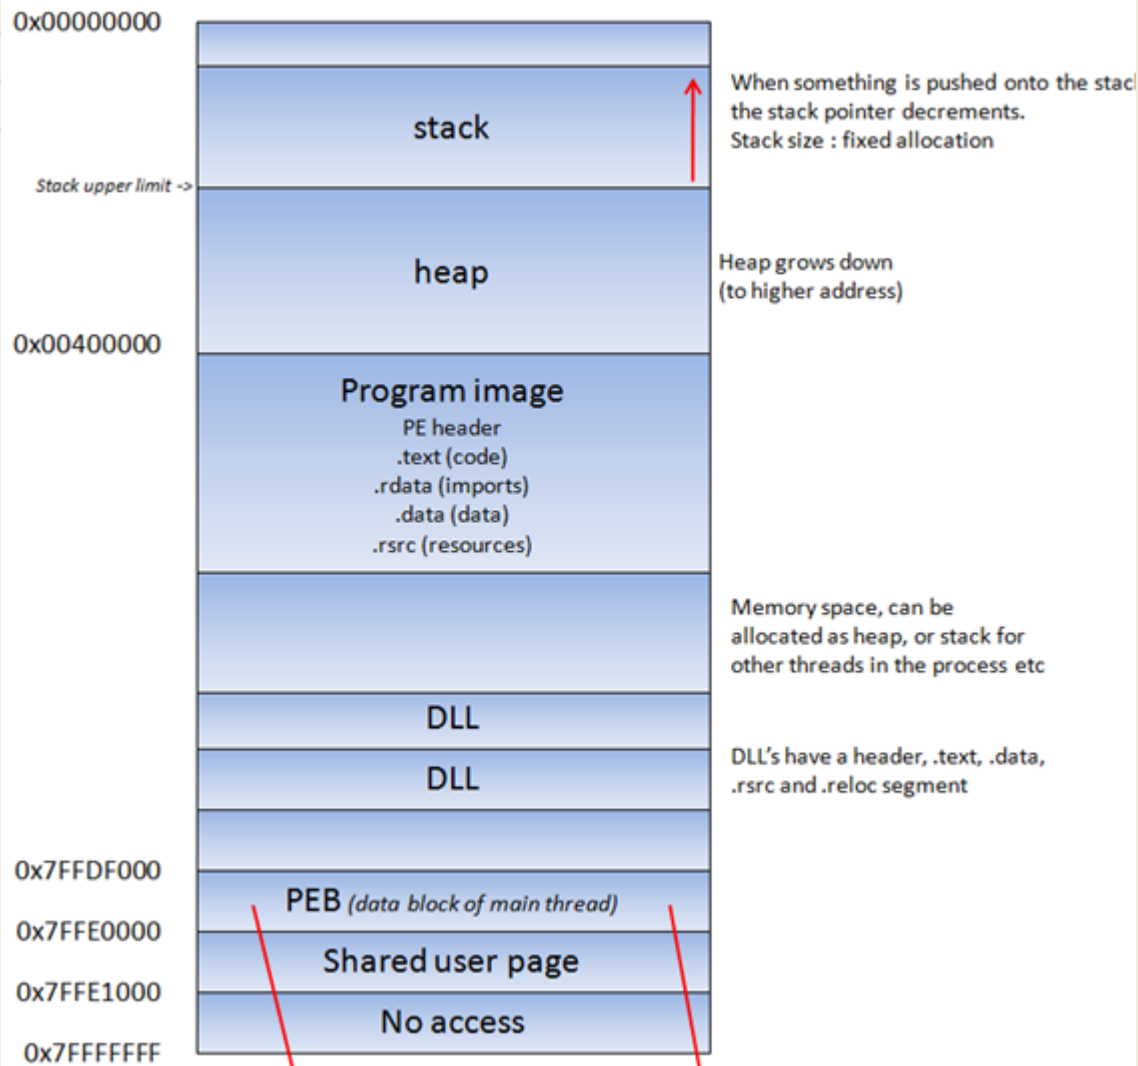 0x00000000
When something is pushed onto the
the stack pointer decrements.
stack
Stack size : fixed allocation
Stack upper limit ->
Heap grows down
heap
(to higher address)
0x00400000
Program image
PE header
.text (code)
.rdata (imports)
.data (data)
.rsrc (resources)
Memory space, can be
allocated as heap, or stack for
other threads in the process etc
DLL
DLL's have a header, .text, .data,
DLL
.rsrc and .reloc segment
0x7FFDF000
PEB (data block of main thread)
0x7FFE0000
Shared user page
0x7FFE1000
No access
0x7FFFFFFF